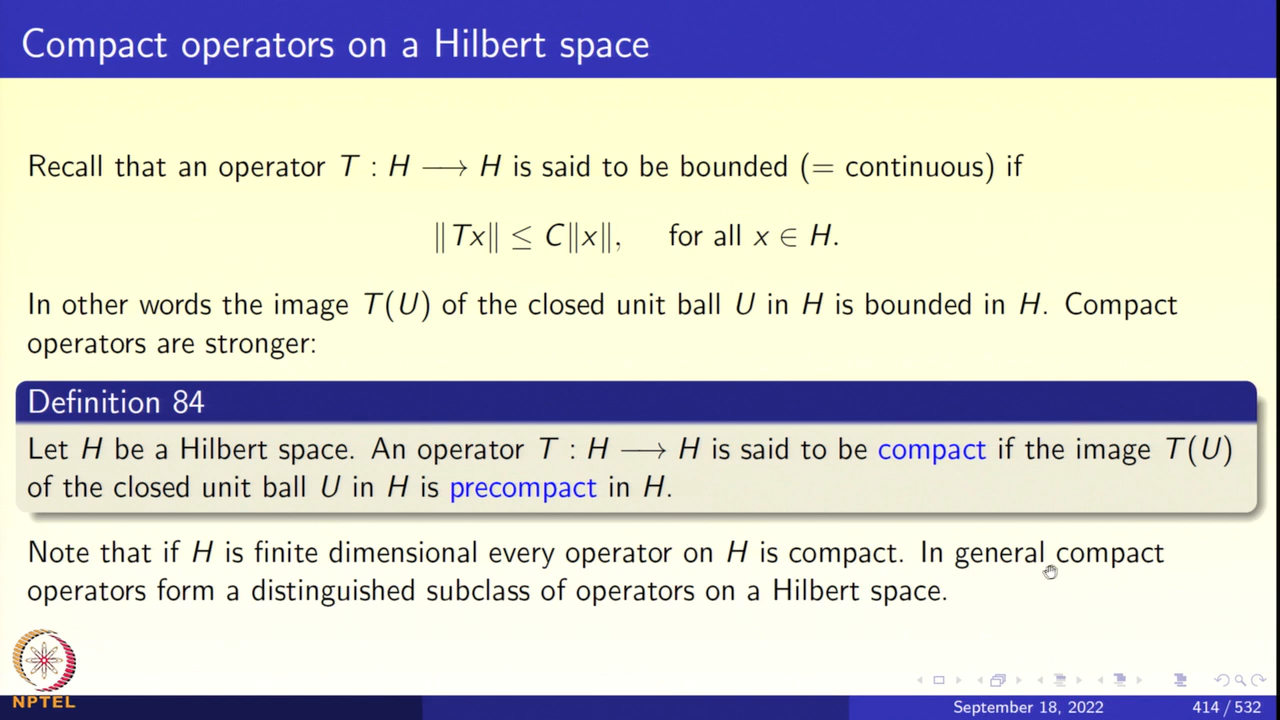 Compact operators on a Hilbert space
Recall that an operator T : H ⟶ H is said to be bounded (= continuous) if
‖Tx‖ ≤ C‖x‖, for all x ∈ H.
In other words the image T(U) of the closed unit ball U in H is bounded in H. Compact
operators are stronger:
Definition 84
Let H be a Hilbert space. An operator T : H ⟶ H is said to be compact if the image T(U)
of the closed unit ball U in H is precompact in H.
Note that if H is finite dimensional every operator on H is compact. In general compact
operators form a distinguished subclass of operators on a Hilbert space.
NPTEL
September 18, 2022 414 / 532